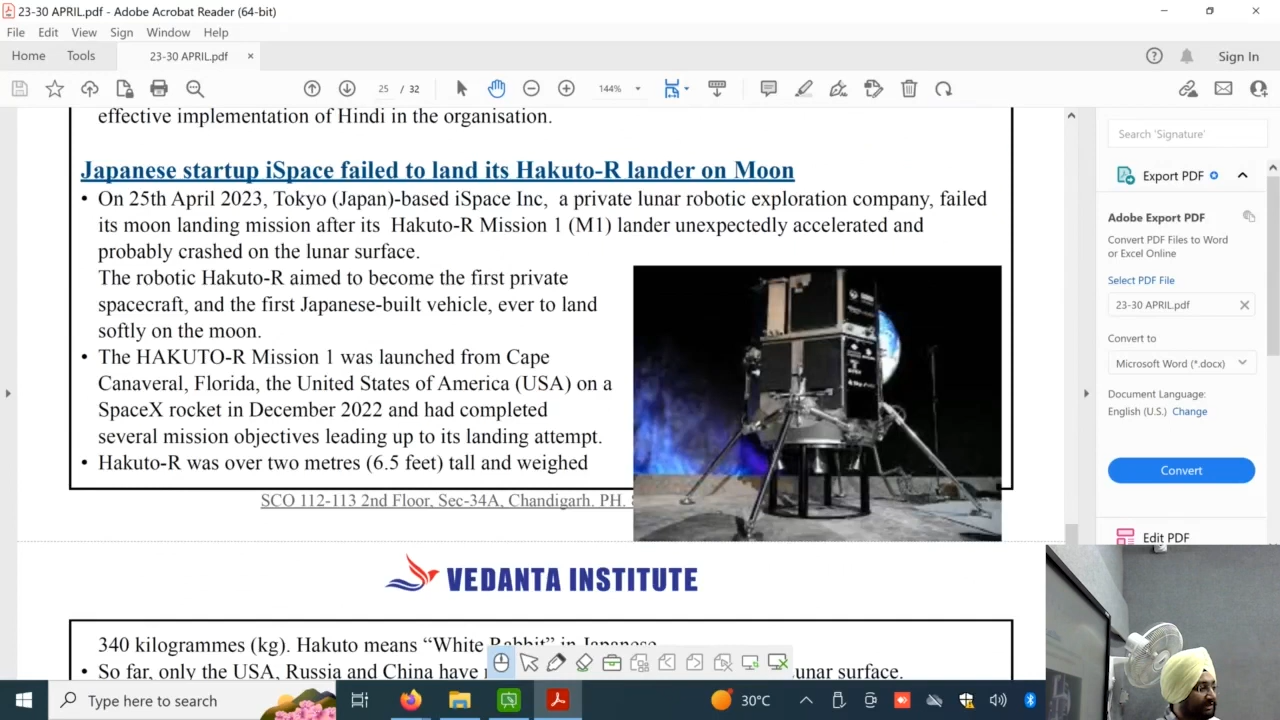 23-30 APRIL.pdf - Adobe Acrobat Reader (64-bit)
File Edit View Sign Window Help
Home Tools 23-30 APRIL.pdf × Sign In
25 / 32 144%
effective implementation of Hindi in the organisation.
Japanese startup iSpace failed to land its Hakuto-R lander on Moon
• On 25th April 2023, Tokyo (Japan)-based iSpace Inc, a private lunar robotic exploration company, failed
its moon landing mission after its Hakuto-R Mission 1 (M1) lander unexpectedly accelerated and
probably crashed on the lunar surface.
The robotic Hakuto-R aimed to become the first private
spacecraft, and the first Japanese-built vehicle, ever to land
softly on the moon.
• The HAKUTO-R Mission 1 was launched from Cape
Canaveral, Florida, the United States of America (USA) on a
SpaceX rocket in December 2022 and had completed
several mission objectives leading up to its landing attempt.
• Hakuto-R was over two metres (6.5 feet) tall and weighed
SCO 112-113 2nd Floor, Sec-34A, Chandigarh. PH.
VEDANTA INSTITUTE
340 kilogrammes (kg). Hakuto means “White Rabbit” in Japanese.
• So far, only the USA, Russia and China have lunar surface.
Search 'Signature'
Export PDF
Adobe Export PDF
Convert PDF Files to Word
or Excel Online
Select PDF File
23-30 APRIL.pdf
Convert to
Microsoft Word (*.docx)
Document Language:
English (U.S.) Change
Convert
Edit PDF
Type here to search
30°C